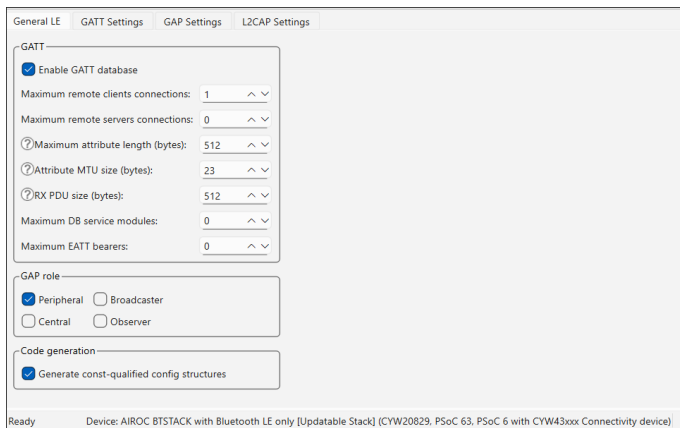 General LE GATT Settings GAP Settings L2CAP Settings
GATT
Enable GATT database
Maximum remote clients connections: 1
Maximum remote servers connections: 0
?Maximum attribute length (bytes): 512
?Attribute MTU size (bytes): 23
?RX PDU size (bytes): 512
Maximum DB service modules: 0
Maximum EATT bearers: 0
GAP role
Peripheral Broadcaster
Central Observer
Code generation
Generate const-qualified config structures
Ready Device: AIROC BTSTACK with Bluetooth LE only [Updatable Stack] (CYW20829, PSoC 63, PSoC 6 with CYW43xxx Connectivity device)